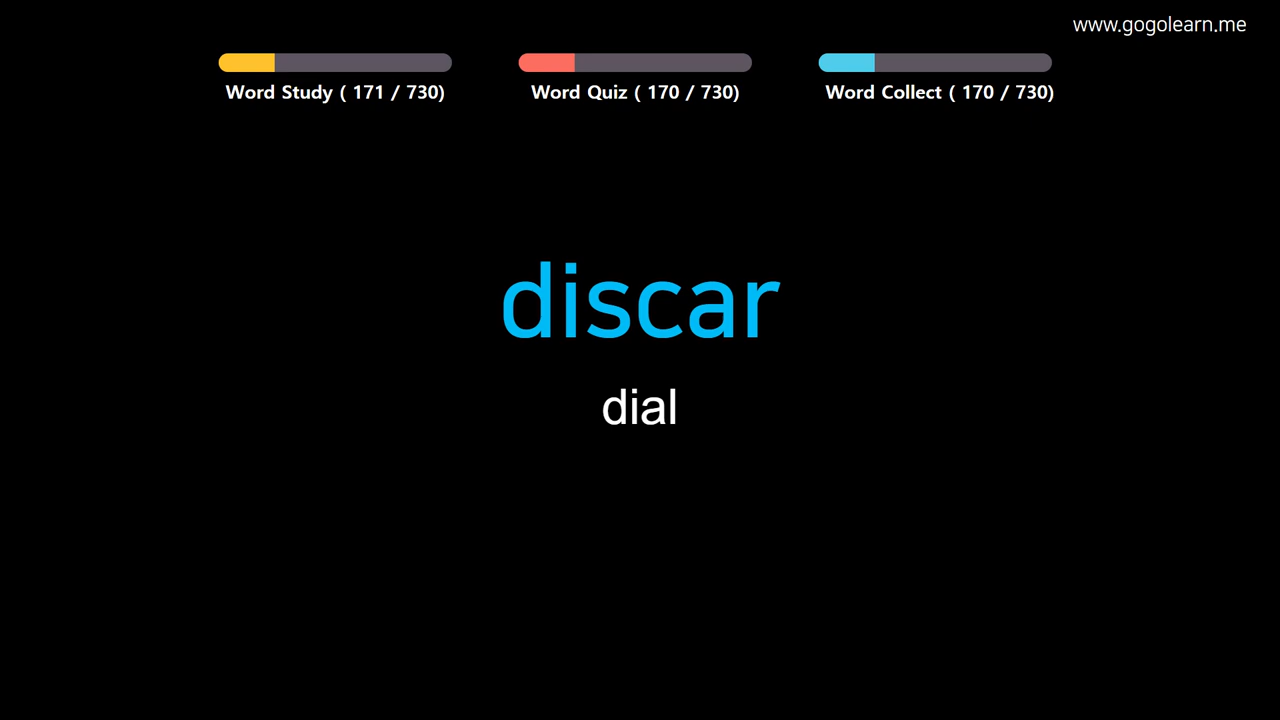 www.gogolearn.me
Word Study ( 171 / 730)
Word Quiz ( 170 / 730)
Word Collect ( 170 / 730)
discar
dial